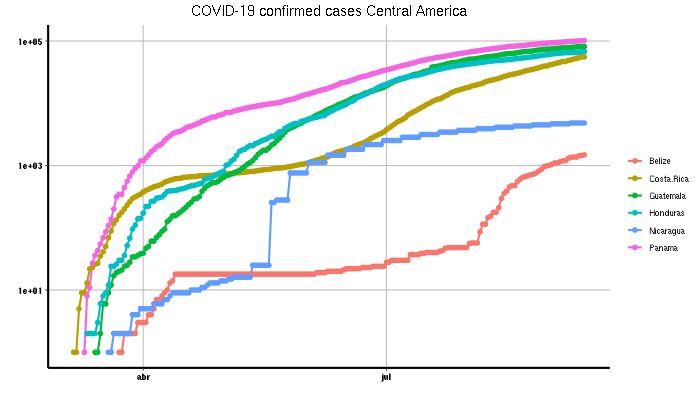 COVID-19 confirmed cases Central America
1e+05
1e+03
1e+01
abr
jul
Belize
Costa.Rica
Guatemala
Honduras
Nicaragua
Panama